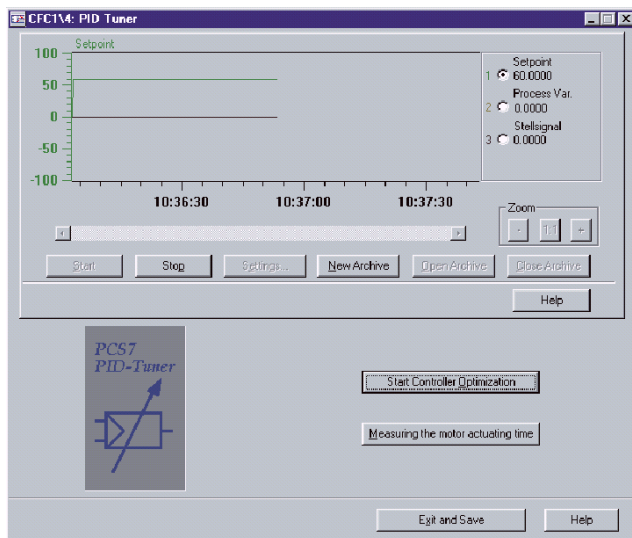 CFC1\4: PID Tuner
Setpoint
100
50
0
-50
-100
10:36:30 10:37:00 10:37:30
Setpoint
1 60.0000
Process Var.
2 0.0000
Stellsignal
3 0.0000
Zoom
- 1:1 +
Start Stop Settings... New Archive Open Archive Close Archive
Help
PCS7
PID-Tuner
Start Controller Optimization
Measuring the motor actuating time
Exit and Save Help